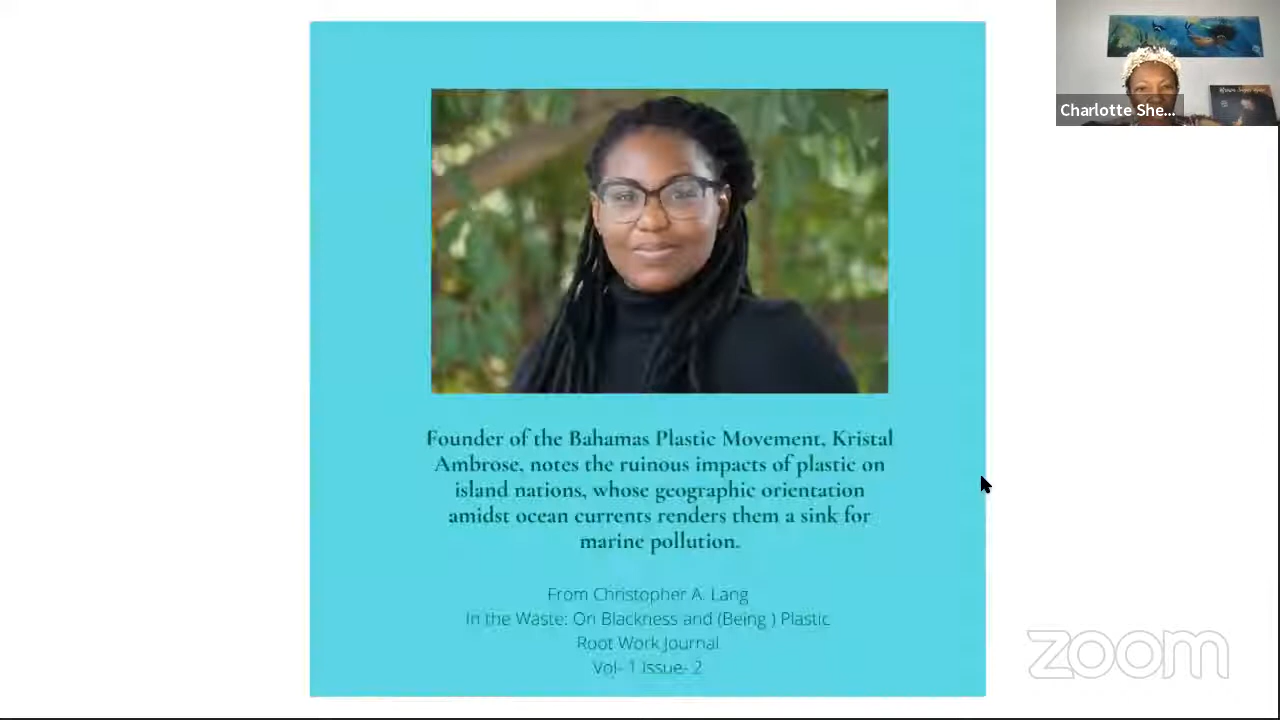 Charlotte She...
Founder of the Bahamas Plastic Movement, Kristal
Ambrose, notes the ruinous impacts of plastic on
island nations, whose geographic orientation
amidst ocean currents renders them a sink for
marine pollution.
From Christopher A. Lang
In the Waste: On Blackness and (Being ) Plastic
Root Work Journal
Vol- 1 Issue- 2
zoom